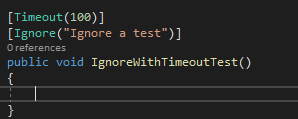 [Timeout(100)]
[Ignore("Ignore a test")]
0 references
public void IgnoreWithTimeoutTest()
{
}